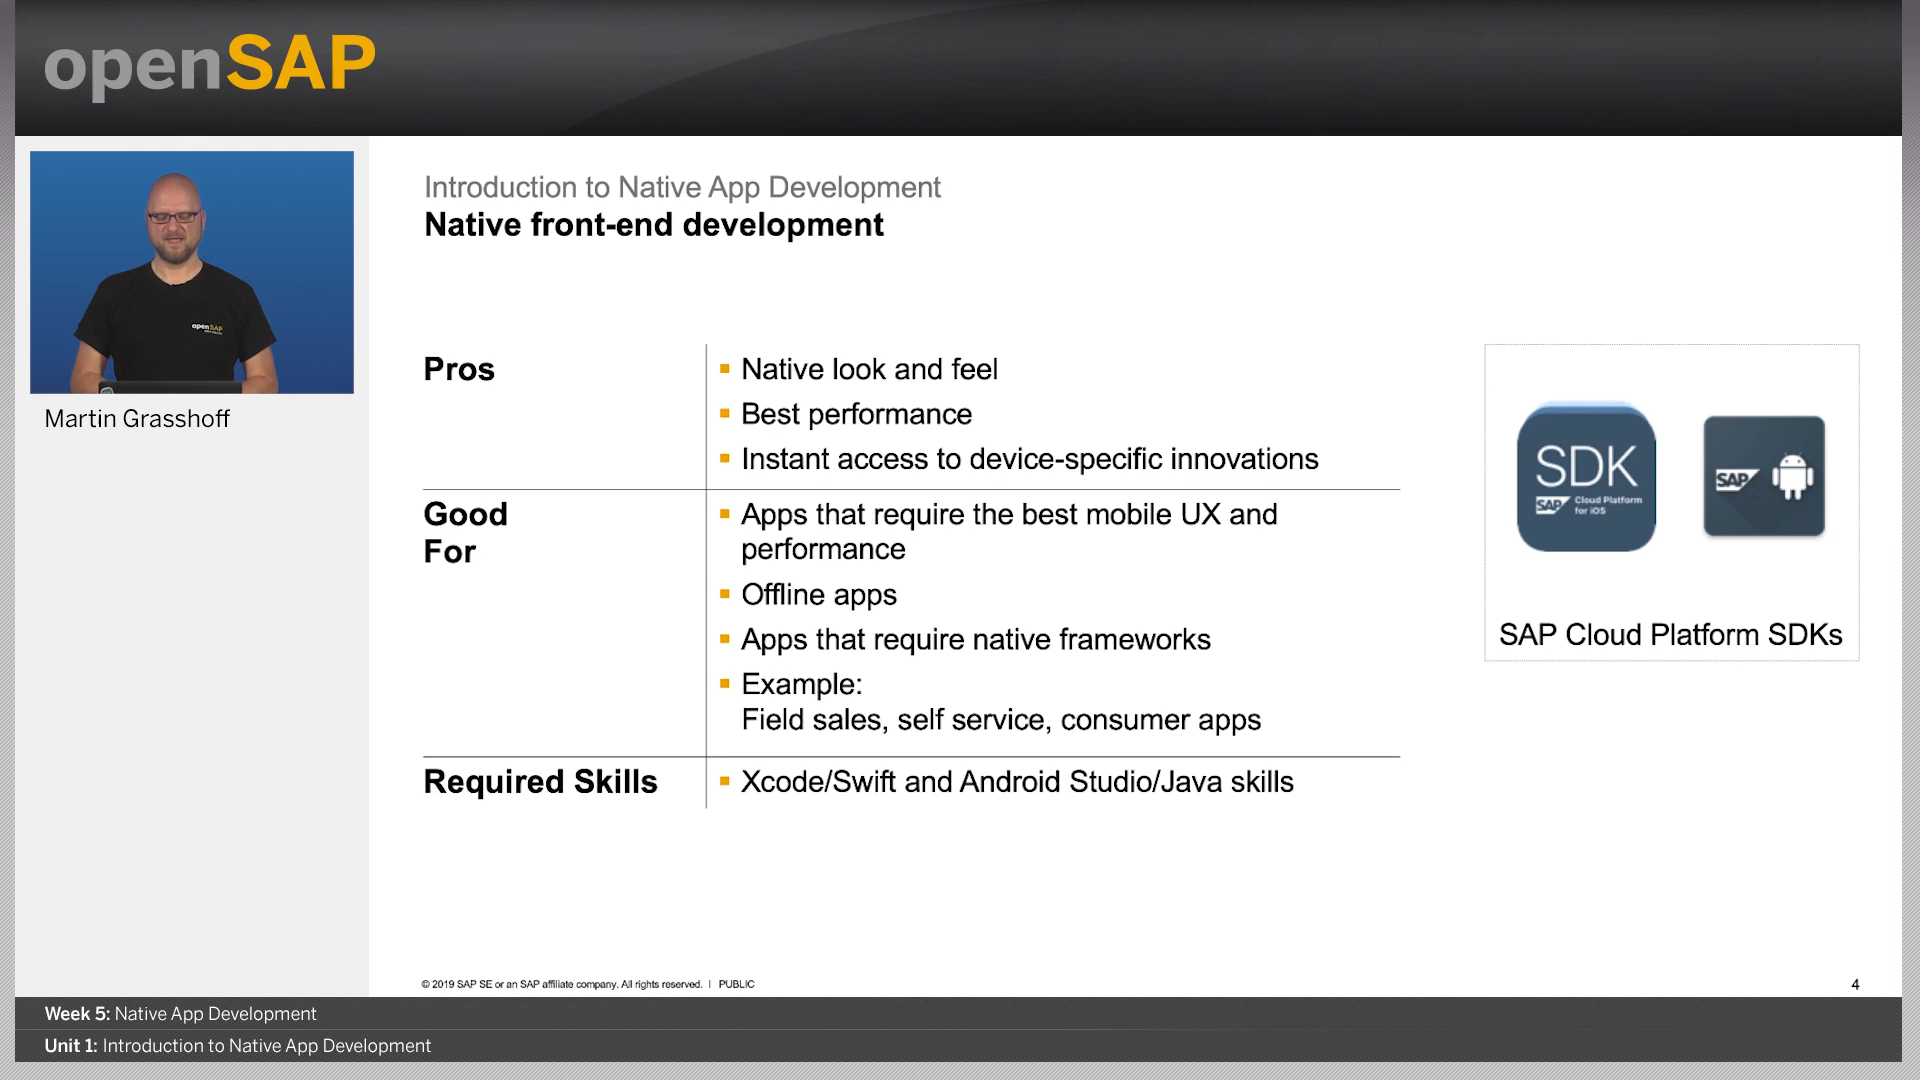 openSAP
openSAP
Martin Grasshoff
Introduction to Native App Development
Native front-end development
Pros
Native look and feel
Best performance
Instant access to device-specific innovations
Good
For
Apps that require the best mobile UX and
performance
Offline apps
Apps that require native frameworks
Example:
Field sales, self service, consumer apps
Required Skills
Xcode/Swift and Android Studio/Java skills
SDK
SAP Cloud Platform
for iOS
SAP
SAP Cloud Platform SDKs
© 2019 SAP SE or an SAP affiliate company. All rights reserved. | PUBLIC
4
Week 5: Native App Development
Unit 1: Introduction to Native App Development